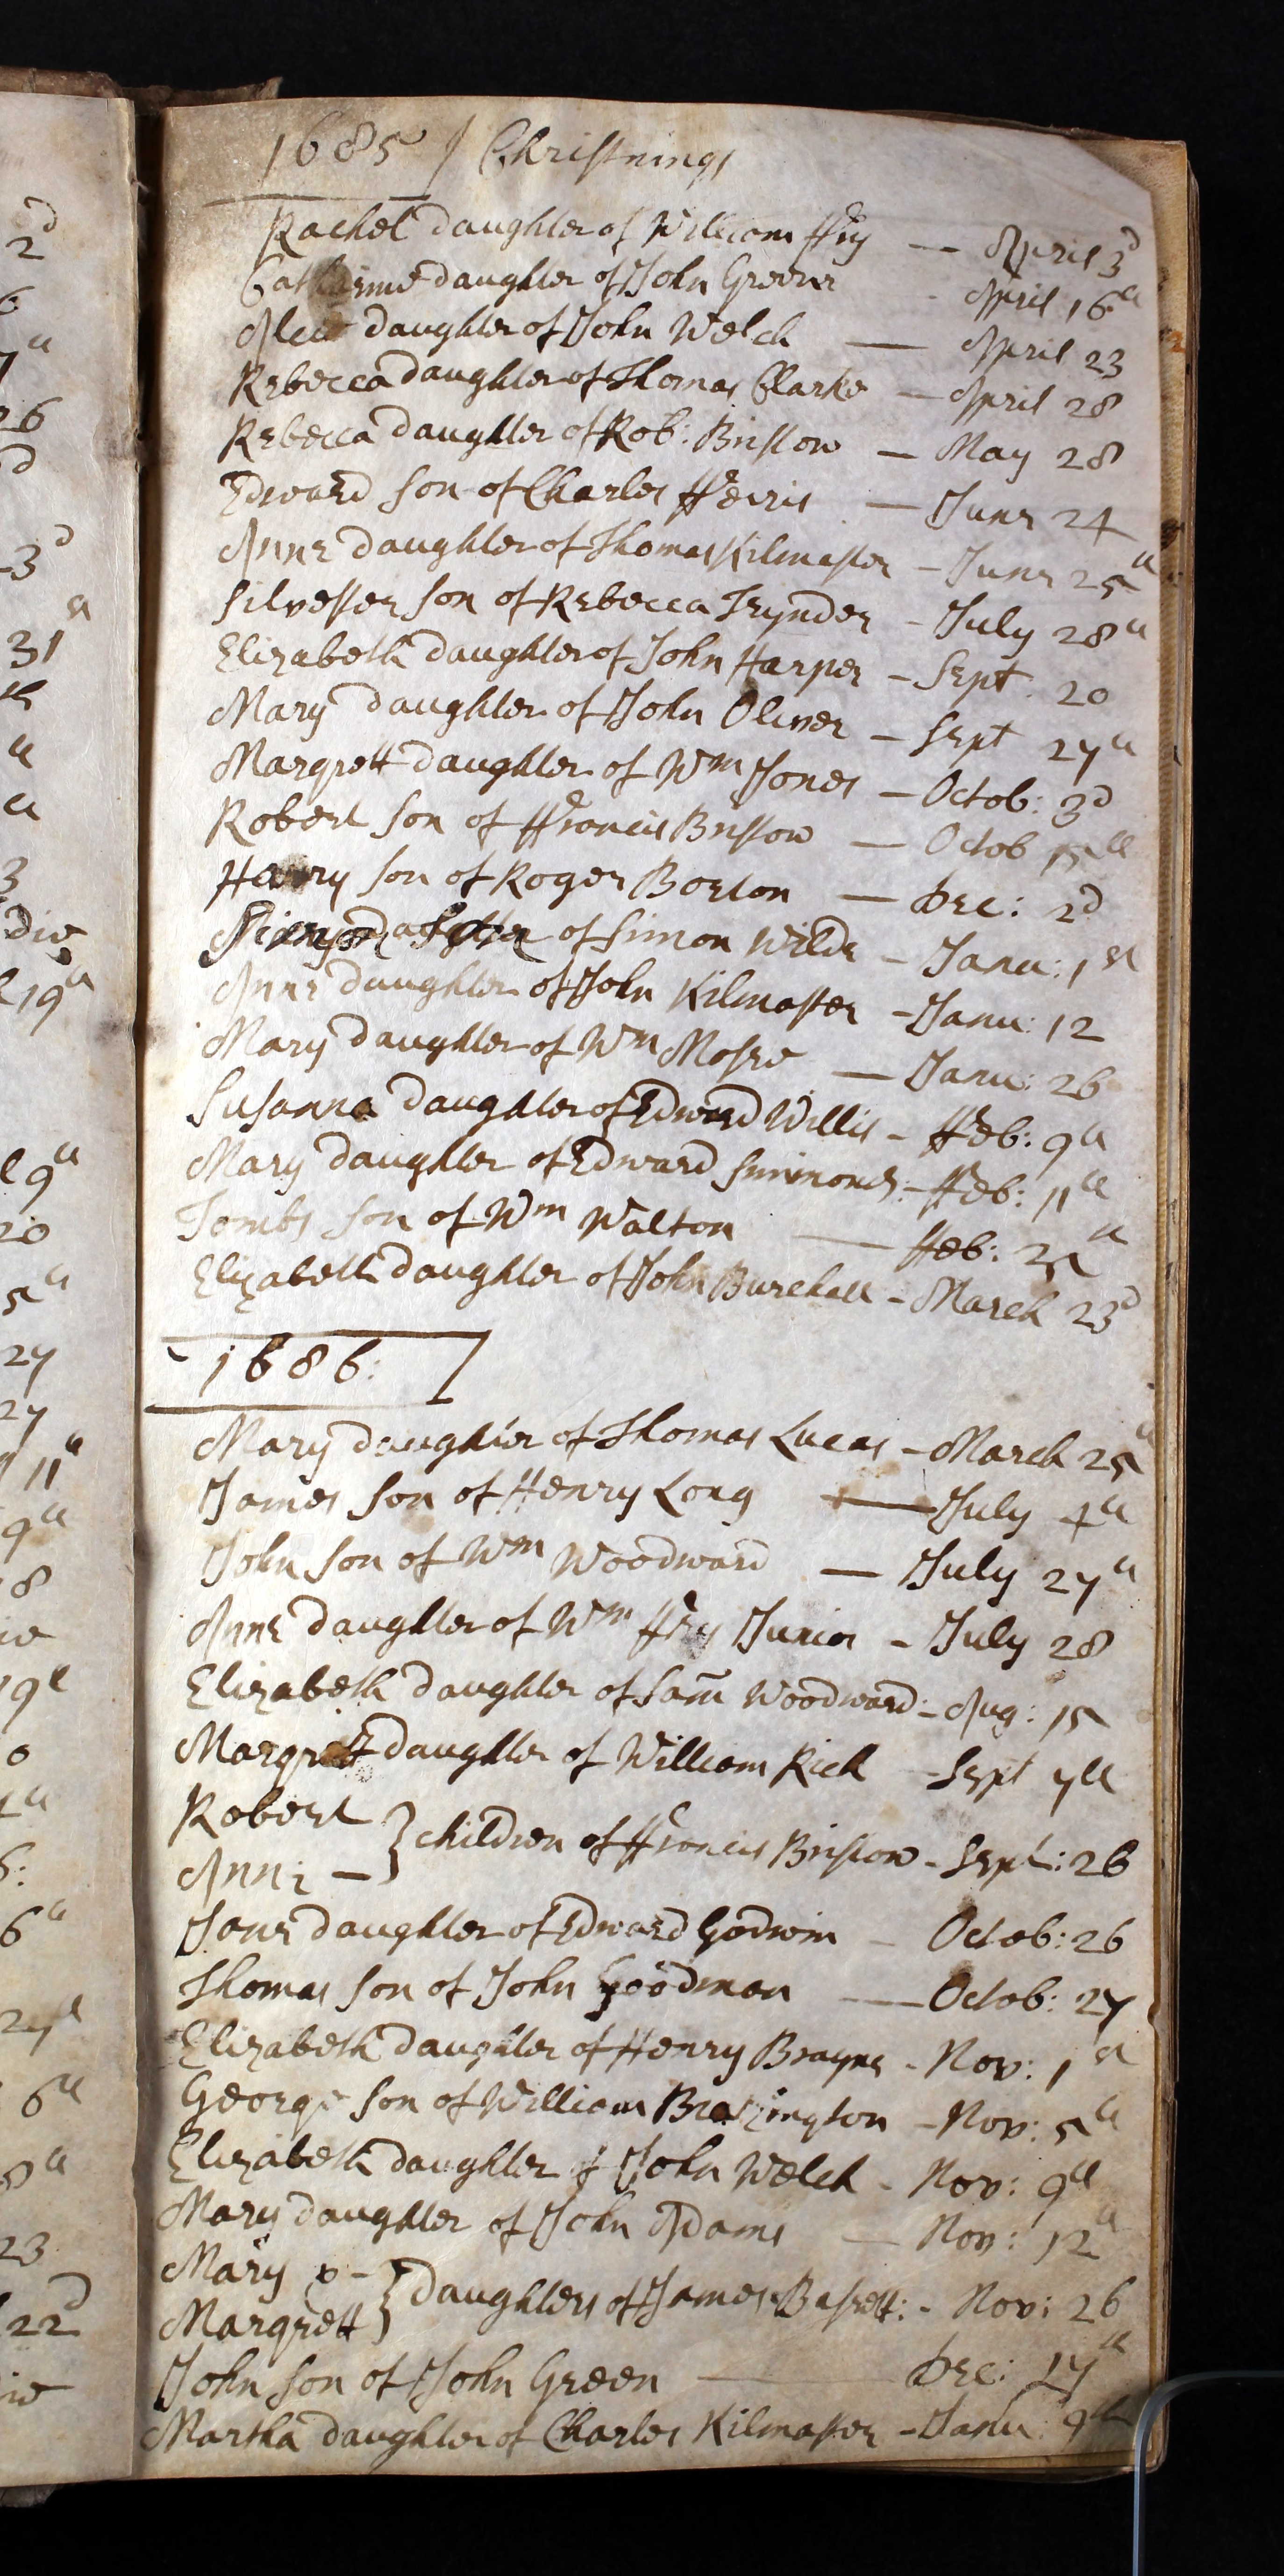 1685 / Christnings
Rachel daughter of William ffry — April 3d
Catherine daughter of John Greene - April 16th
daughter of John Welch — April 23
Rebecca daughter of Thomas Clarke — April 28
Rebecca daughter of Rob: Bristow — May 28
Edward son of Charles fferris — June 24
Anne daughter of Thomas Kilmaster - June 25th
Silvester son of Rebecca Trynder - July 28th
Elizabeth daughter of John Harper - Sept 20
Mary daughter of John Oliver - Sept 27th
Margrett daughter of Wm Jones - Octob: 3d
Robert son of ffrancis Bristow — Octob 15th
Harry son of Roger Borton — Dec: 2d
of Simon Wilde - Janu: 1st
Anne daughter of John Kilmaster - Janu: 12
Mary daughter of Wm Mosse — Janu: 26
Susanna daughter of Edward Willis - ffeb: 9th
Mary daughter of Edward Simmonds: - ffeb: 11th
Tombs son of Wm Walton — ffeb: 25th
Elizabeth daughter of John Burchall - March 23d
1686:
Mary daughter of Thomas Lucas - March 25th
James son of Henry Long — July 4th
John son of Wm Woodward — July 27th
Anne daughter of Wm ffry Junior - July 28
Elizabeth daughter of Sam Woodward: - Aug: 15
Margrett daughter of William Rich - Sept 7th
Robert
Anne — } children of ffrancis Bristow - Sept: 26
Jane daughter of Edward Godwin - Octob: 26
Thomas son of John Goodman — Octob: 27
Elizabeth daughter of Henry Brayne - Nov: 1st
George son of William Brazington - Nov: 5th
Elizabeth daughter of John Welch - Nov: 9th
Mary daughter of John Adams — Nov: 12th
Mary & -
Margrett } daughters of James Bassett: - Nov: 26
John son of John Green — Dec: 17th
Martha daughter of Charles Kilmaster - Janu: 9th